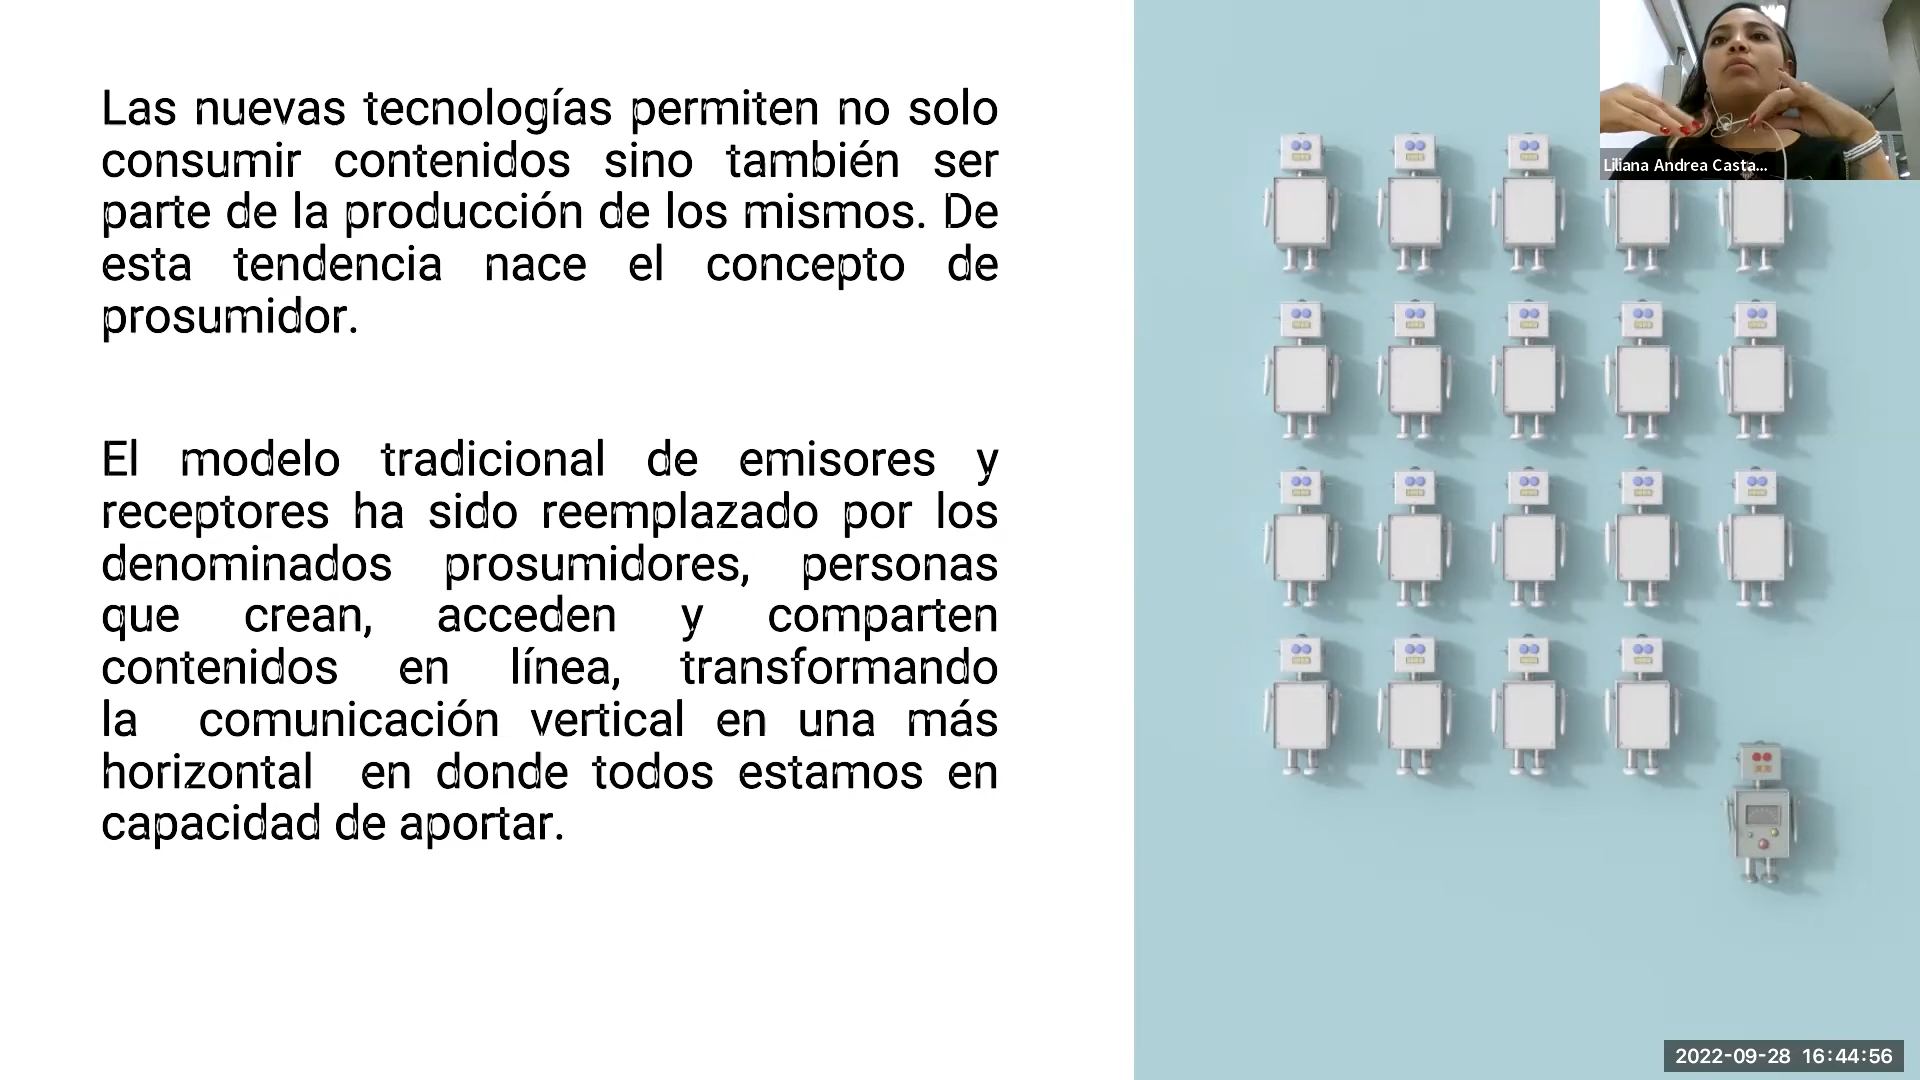 Las nuevas tecnologías permiten no solo
consumir contenidos sino también ser
parte de la producción de los mismos. De
esta tendencia nace el concepto de
prosumidor.
El modelo tradicional de emisores y
receptores ha sido reemplazado por los
denominados prosumidores, personas
que crean, acceden y comparten
contenidos en línea, transformando
la comunicación vertical en una más
horizontal en donde todos estamos en
capacidad de aportar.
Liliana Andrea Casta...
2022-09-28 16:44:56